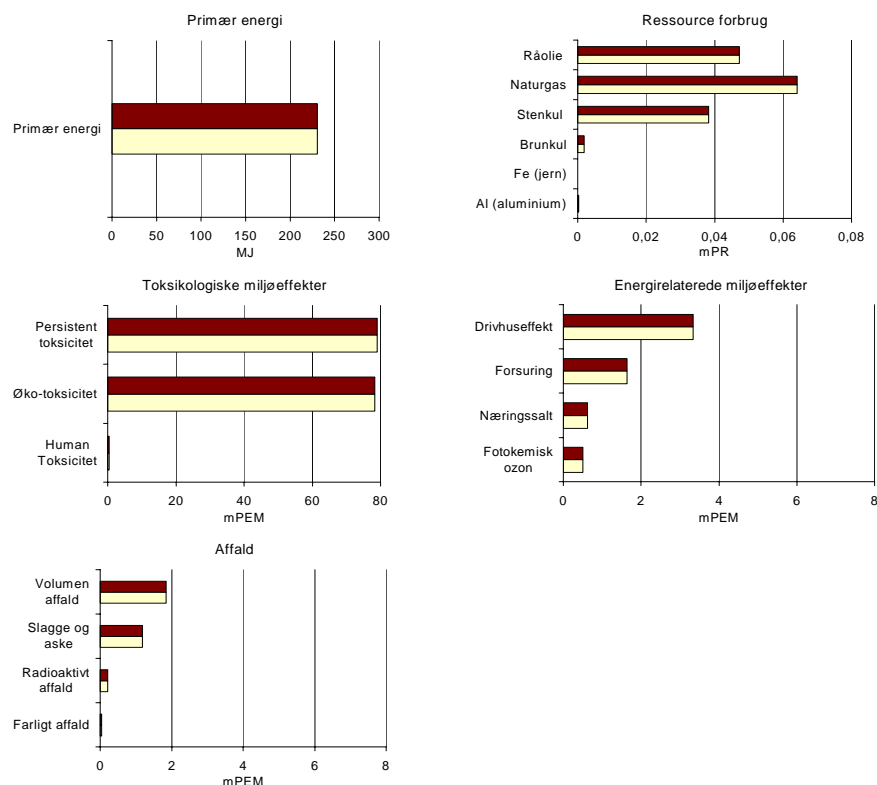 Primær energi
Primær energi
0 50 100 150 200 250 300
MJ
Ressource forbrug
Råolie
Naturgas
Stenkul
Brunkul
Fe (jern)
Al (aluminium)
0 0,02 0,04 0,06 0,08
mPR
Toksikologiske miljøeffekter
Persistent
toksicitet
Øko-toksicitet
Human
Toksicitet
0 20 40 60 80
mPEM
Energirelaterede miljøeffekter
Drivhuseffekt
Forsuring
Næringssalt
Fotokemisk
ozon
0 2 4 6 8
mPEM
Affald
Volumen
affald
Slagge og
aske
Radioaktivt
affald
Farligt affald
0 2 4 6 8
mPEM